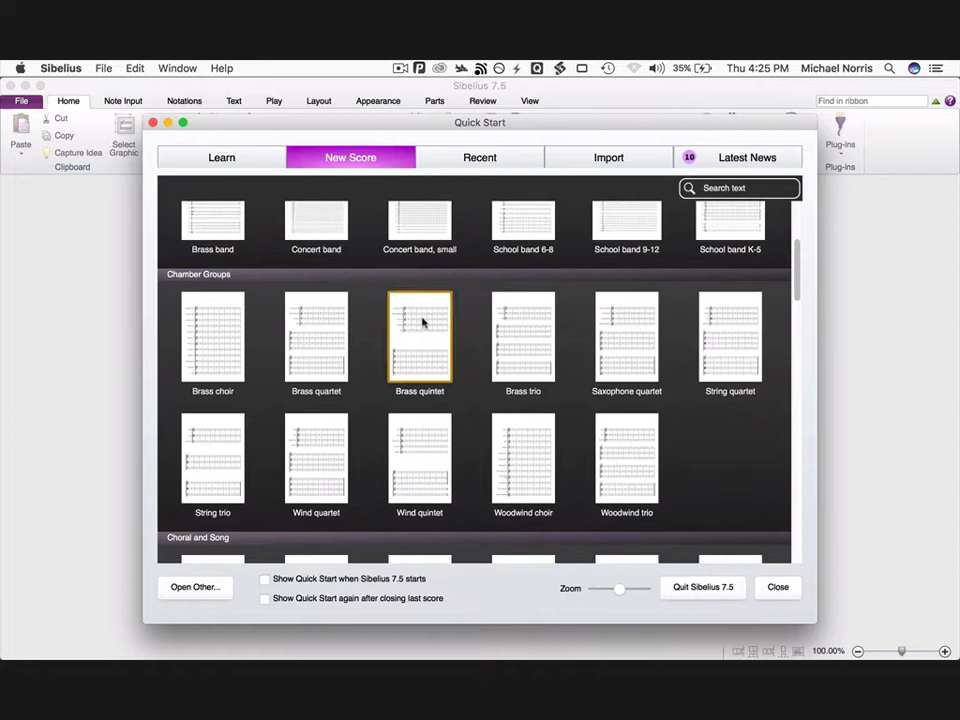 Sibelius File Edit Window Help 35% Thu 4:25 PM Michael Norris
Sibelius 7.5
File Home Note Input Notations Text Play Layout Appearance Parts Review View Find in ribbon
Paste Cut Copy Capture Idea Select Graphic Plug-ins
Clipboard Plug-ins
Quick Start
Learn New Score Recent Import 10 Latest News
Search text
Brass band Concert band Concert band, small School band 6-8 School band 9-12 School band K-5
Chamber Groups
Brass choir Brass quartet Brass quintet Brass trio Saxophone quartet String quartet
String trio Wind quartet Wind quintet Woodwind choir Woodwind trio
Choral and Song
Open Other... Show Quick Start when Sibelius 7.5 starts Zoom Quit Sibelius 7.5 Close
Show Quick Start again after closing last score
100.00%